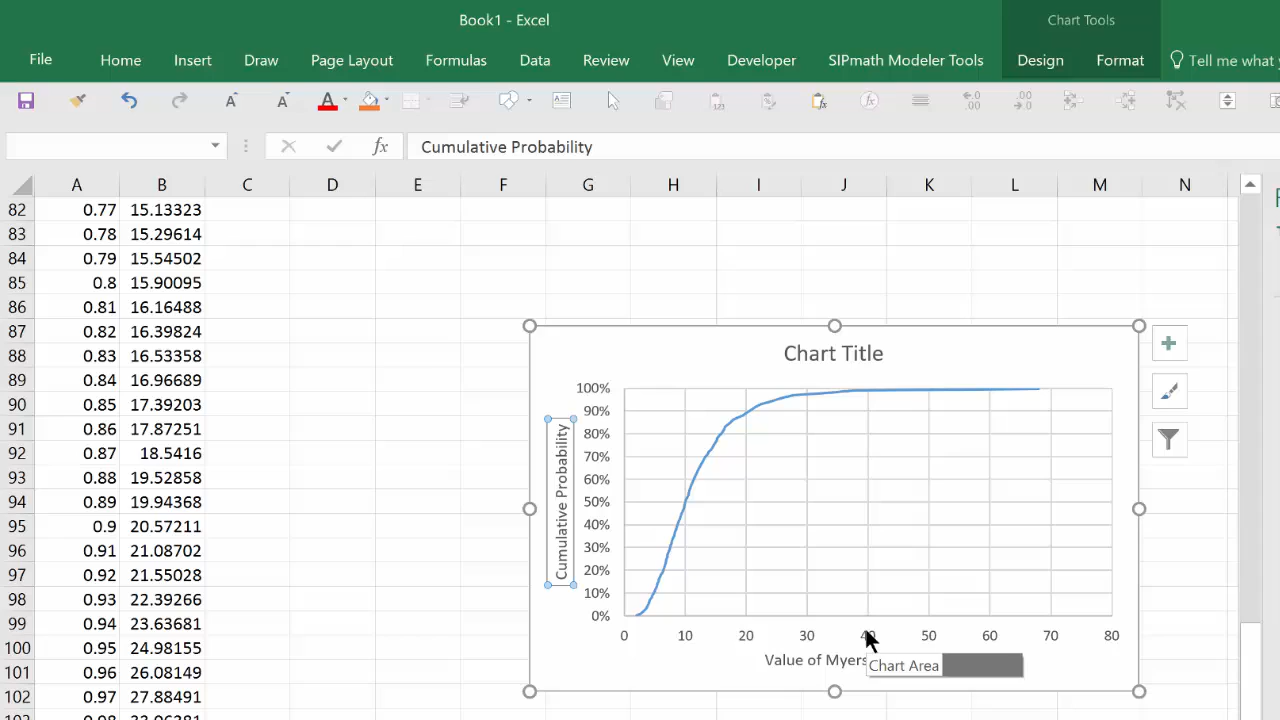 Book1 - Excel
Chart Tools
File Home Insert Draw Page Layout Formulas Data Review View Developer SIPmath Modeler Tools Design Format Tell me what
Cumulative Probability
A B C D E F G H I J K L M N
82 0.77 15.13323
83 0.78 15.29614
84 0.79 15.54502
85 0.8 15.90095
86 0.81 16.16488
87 0.82 16.39824
88 0.83 16.53358
89 0.84 16.96689
90 0.85 17.39203
91 0.86 17.87251
92 0.87 18.5416
93 0.88 19.52858
94 0.89 19.94368
95 0.9 20.57211
96 0.91 21.08702
97 0.92 21.55028
98 0.93 22.39266
99 0.94 23.63681
100 0.95 24.98155
101 0.96 26.08149
102 0.97 27.88491
Chart Title
Cumulative Probability
100%
90%
80%
70%
60%
50%
40%
30%
20%
10%
0%
0 10 20 30 40 50 60 70 80
Value of Myers
Chart Area